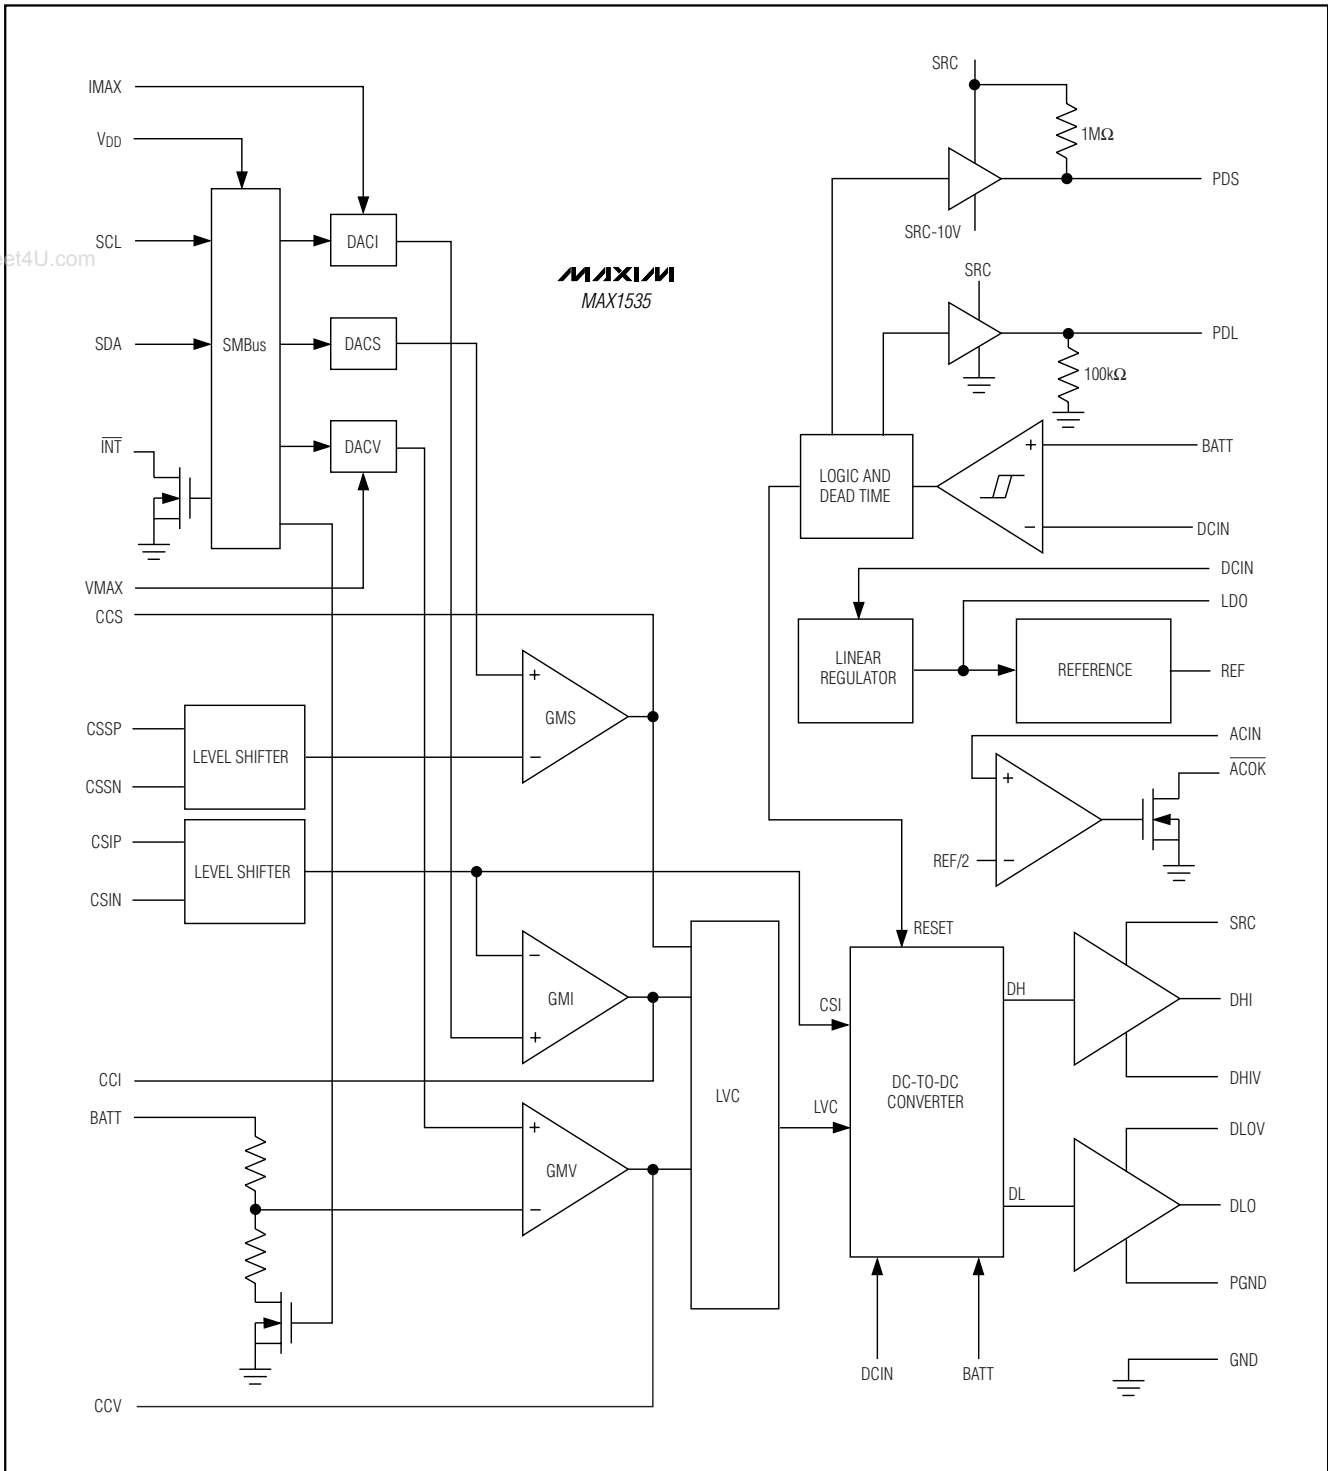 SRC
IMAX
VDD
1MΩ
PDS
SCL
DACI
SRC-10V
et4U.com
MAXIM
MAX1535
SRC
SDA
SMBus
DACS
PDL
100kΩ
INT
DACV
LOGIC AND
DEAD TIME
+
−
BATT
DCIN
VMAX
CCS
DCIN
LDO
LINEAR
REGULATOR
REFERENCE
REF
+
GMS
−
CSSP
CSSN
LEVEL SHIFTER
ACIN
ACOK
+
REF/2
−
CSIP
CSIN
LEVEL SHIFTER
RESET
SRC
−
GMI
+
DH
DHI
CSI
DHIV
CCI
LVC
DC-TO-DC
CONVERTER
BATT
LVC
+
GMV
−
DLOV
DL
DLO
PGND
DCIN
BATT
GND
CCV